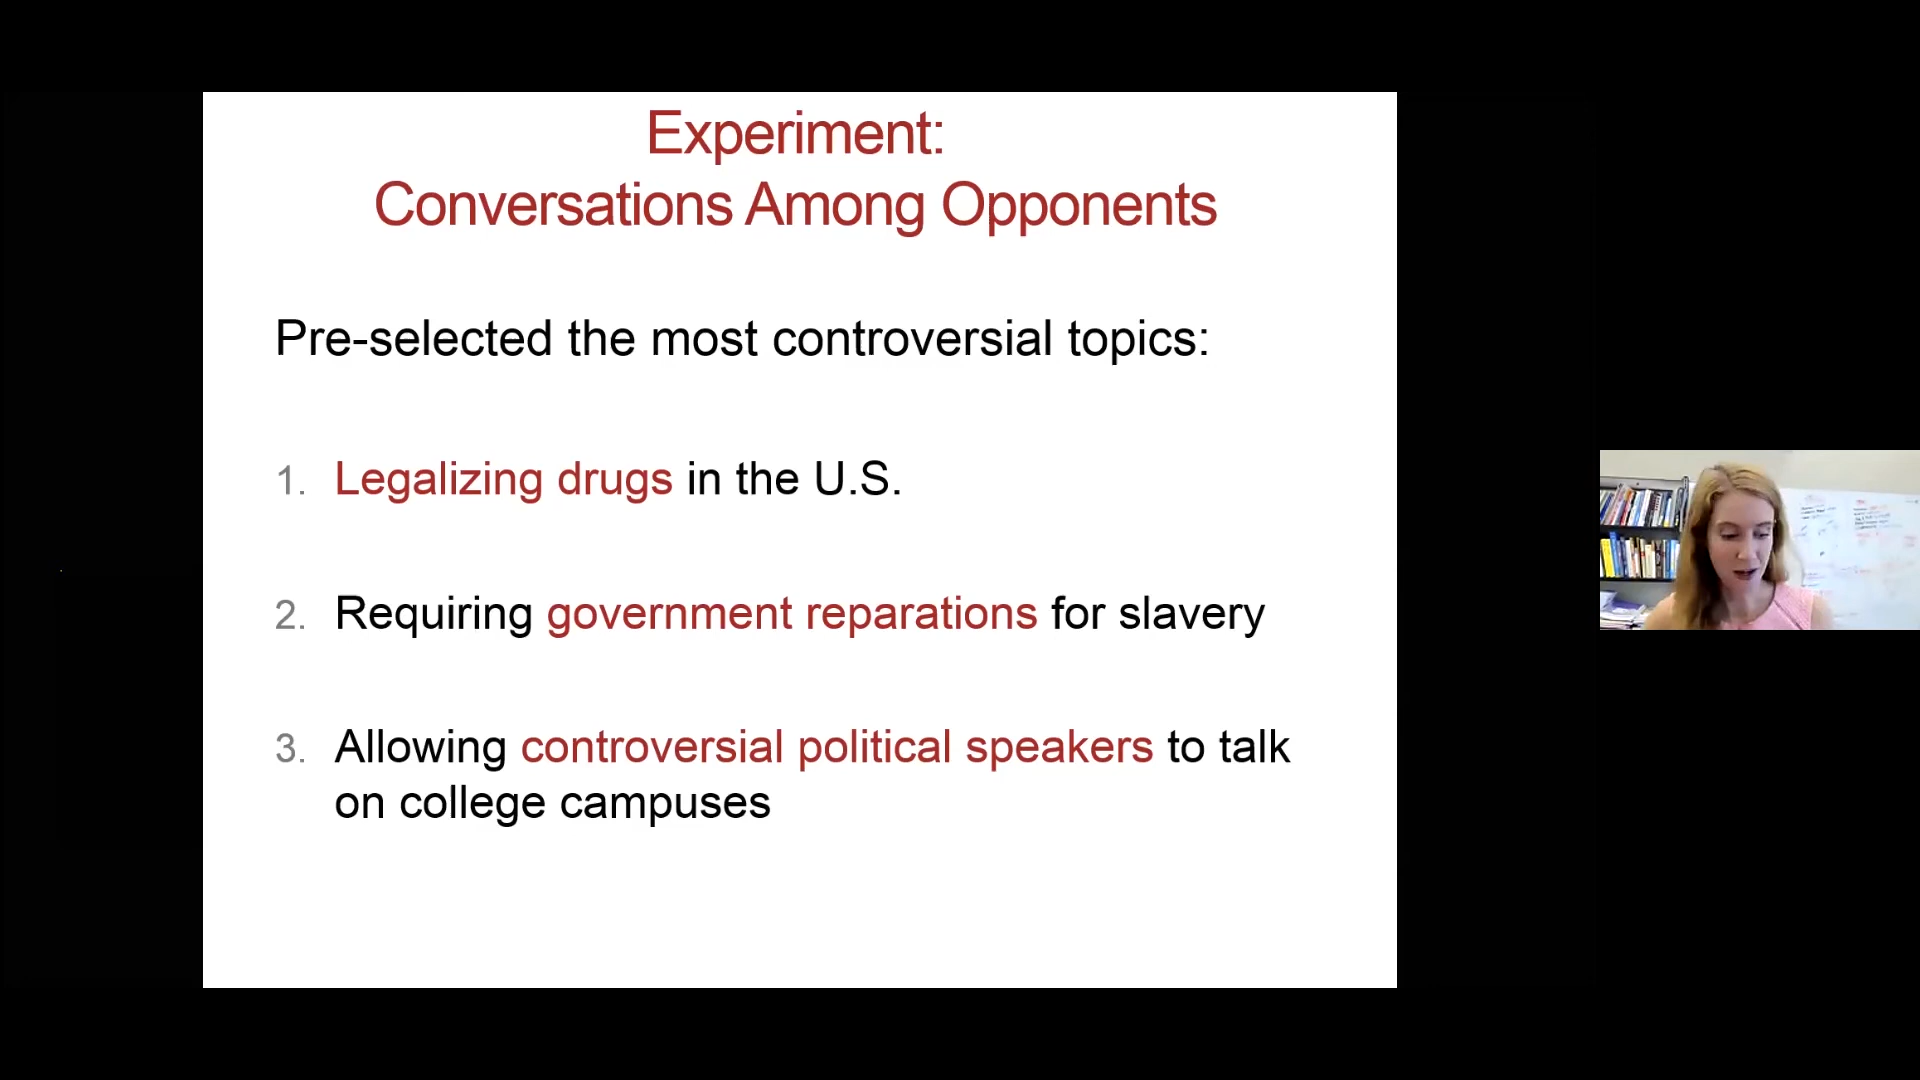 Experiment:
Conversations Among Opponents
Pre-selected the most controversial topics:
1. Legalizing drugs in the U.S.
2. Requiring government reparations for slavery
3. Allowing controversial political speakers to talk
on college campuses